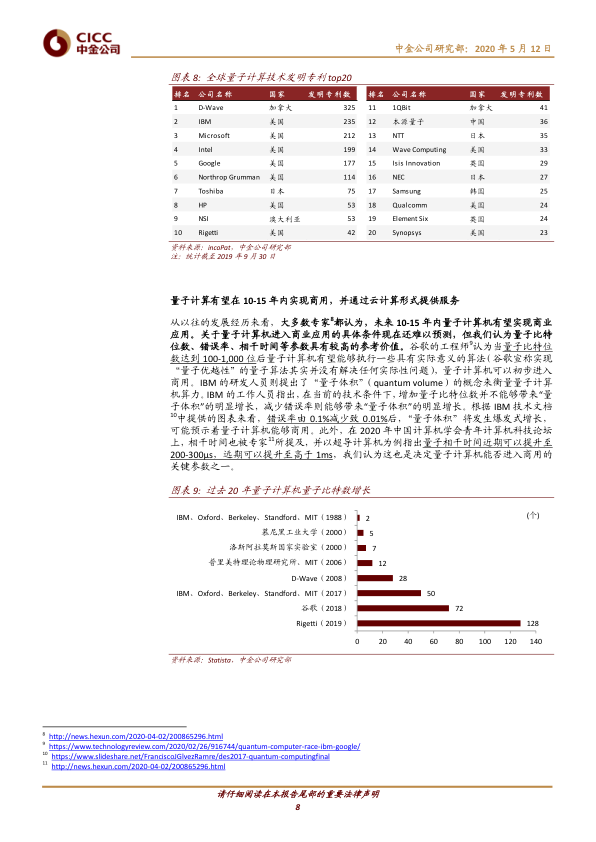 CICC
中金公司
中金公司研究部：2020 年 5 月 12 日
图表 8：全球量子计算技术发明专利 top20
排名 公司名称 国家 发明专利数 排名 公司名称 国家 发明专利数
1 D-Wave 加拿大 325 11 1QBit 加拿大 41
2 IBM 美国 235 12 本源量子 中国 36
3 Microsoft 美国 212 13 NTT 日本 35
4 Intel 美国 199 14 Wave Computing 美国 33
5 Google 美国 177 15 Isis Innovation 英国 29
6 Northrop Grumman 美国 114 16 NEC 日本 27
7 Toshiba 日本 75 17 Samsung 韩国 25
8 HP 美国 53 18 Qualcomm 美国 24
9 NSI 澳大利亚 53 19 Element Six 英国 24
10 Rigetti 美国 42 20 Synopsys 美国 23
资料来源：incoPat，中金公司研究部
注：统计截至 2019 年 9 月 30 日
量子计算有望在 10-15 年内实现商用，并通过云计算形式提供服务
从以往的发展经历来看，大多数专家8都认为，未来 10-15 年内量子计算机有望实现商业
应用。关于量子计算机进入商业应用的具体条件现在还难以预测，但我们认为量子比特
位数、错误率、相干时间等参数具有较高的参考价值。谷歌的工程师9认为当量子比特位
数达到 100-1,000 位后量子计算机有望能够执行一些具有实际意义的算法（谷歌宣称实现
“量子优越性”的量子算法其实并没有解决任何实际性问题），量子计算机可以初步进入
商用。IBM 的研发人员则提出了“量子体积”（quantum volume）的概念来衡量量子计算
机算力，IBM 的工作人员指出，在当前的技术条件下，增加量子比特位数并不能够带来“量
子体积”的明显增长，减少错误率则能够带来“量子体积”的明显增长。根据 IBM 技术文档
10中提供的图表来看，错误率由 0.1%减少致 0.01%后，“量子体积”将发生爆发式增长，
可能预示着量子计算机能够商用。此外，在 2020 年中国计算机学会青年计算机科技论坛
上，相干时间也被专家11所提及，并以超导计算机为例指出量子相干时间近期可以提升至
200-300μs，远期可以提升至高于 1ms，我们认为这也是决定量子计算机能否进入商用的
关键参数之一。
图表 9：过去 20 年量子计算机量子比特数增长
(个)
IBM、Oxford、Berkeley、Standford、MIT（1988） 2
慕尼黑工业大学（2000） 5
洛斯阿拉莫斯国家实验室（2000） 7
普里美特理论物理研究所、MIT（2006） 12
D-Wave（2008） 28
IBM、Oxford、Berkeley、Standford、MIT（2017） 50
谷歌（2018） 72
Rigetti（2019） 128
0 20 40 60 80 100 120 140
资料来源：Statista，中金公司研究部
8 http://news.hexun.com/2020-04-02/200865296.html
9 https://www.technologyreview.com/2020/02/26/916744/quantum-computer-race-ibm-google/
10 https://www.slideshare.net/FranciscoJGlvezRamre/des2017-quantum-computingfinal
11 http://news.hexun.com/2020-04-02/200865296.html
请仔细阅读在本报告尾部的重要法律声明
8